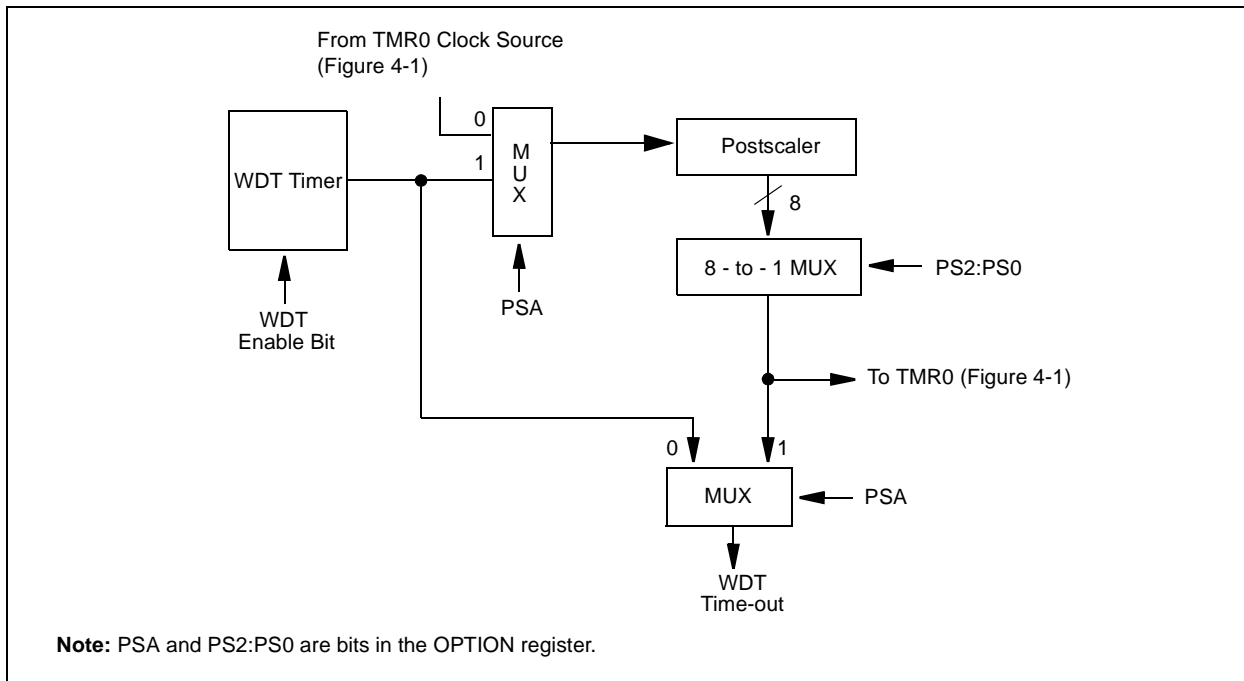 From TMR0 Clock Source
(Figure 4-1)
0
1
M
U
X
WDT Timer
Postscaler
8
8 - to - 1 MUX
PS2:PS0
PSA
WDT
Enable Bit
To TMR0 (Figure 4-1)
0
1
MUX
PSA
WDT
Time-out
Note: PSA and PS2:PS0 are bits in the OPTION register.